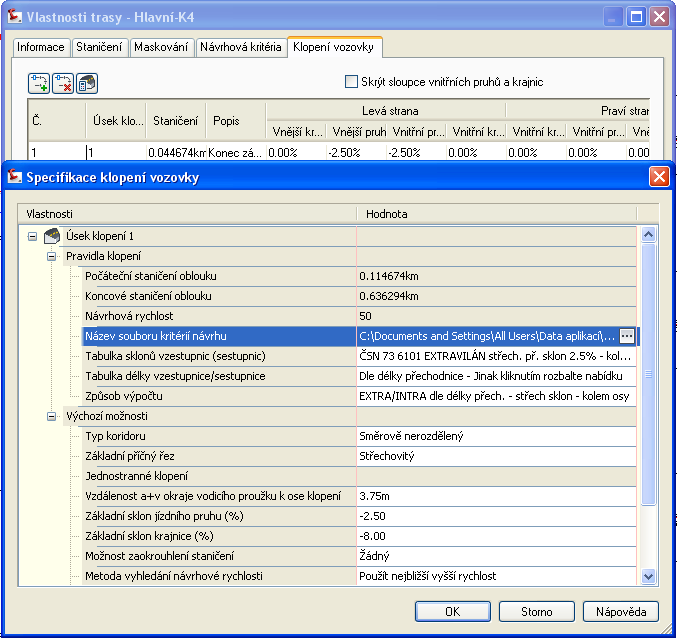 Vlastnosti trasy - Hlavní-K4
Informace Staničení Maskování Návrhová kritéria Klopení vozovky
Skrýt sloupce vnitřních pruhů a krajnic
Č. Úsek klo... Staničení Popis Levá strana Praví stran
Vnější kr... Vnější pruh Vnitřní pr... Vnitřní kr... Vnitřní kr... Vnitřní pr... Vně
1 1 0.044674km Konec zá... 0.00% -2.50% -2.50% 0.00% 0.00% 0.00% 0.0
Specifikace klopení vozovky
Vlastnosti Hodnota
Úsek klopení 1
Pravidla klopení
Počáteční staničení oblouku 0.114674km
Koncové staničení oblouku 0.636294km
Návrhová rychlost 50
Název souboru kritérií návrhu C:\Documents and Settings\All Users\Data aplikací\... ...
Tabulka sklonů vzestupnic (sestupnic) ČSN 73 6101 EXTRAVILÁN střech. př. sklon 2.5% - kol...
Tabulka délky vzestupnice/sestupnice Dle délky přechodnice - Jinak kliknutím rozbalte nabídku
Způsob výpočtu EXTRA/INTRA dle délky přech. - střech sklon - kolem osy
Výchozí možnosti
Typ koridoru Směrově nerozdělený
Základní příčný řez Střechovitý
Jednostranné klopení
Vzdálenost a+v okraje vodicího proužku k ose klopení 3.75m
Základní sklon jízdního pruhu (%) -2.50
Základní sklon krajnice (%) -8.00
Možnost zaokrouhlení staničení Žádný
Metoda vyhledání návrhové rychlosti Použít nejbližší vyšší rychlost
OK Storno Nápověda